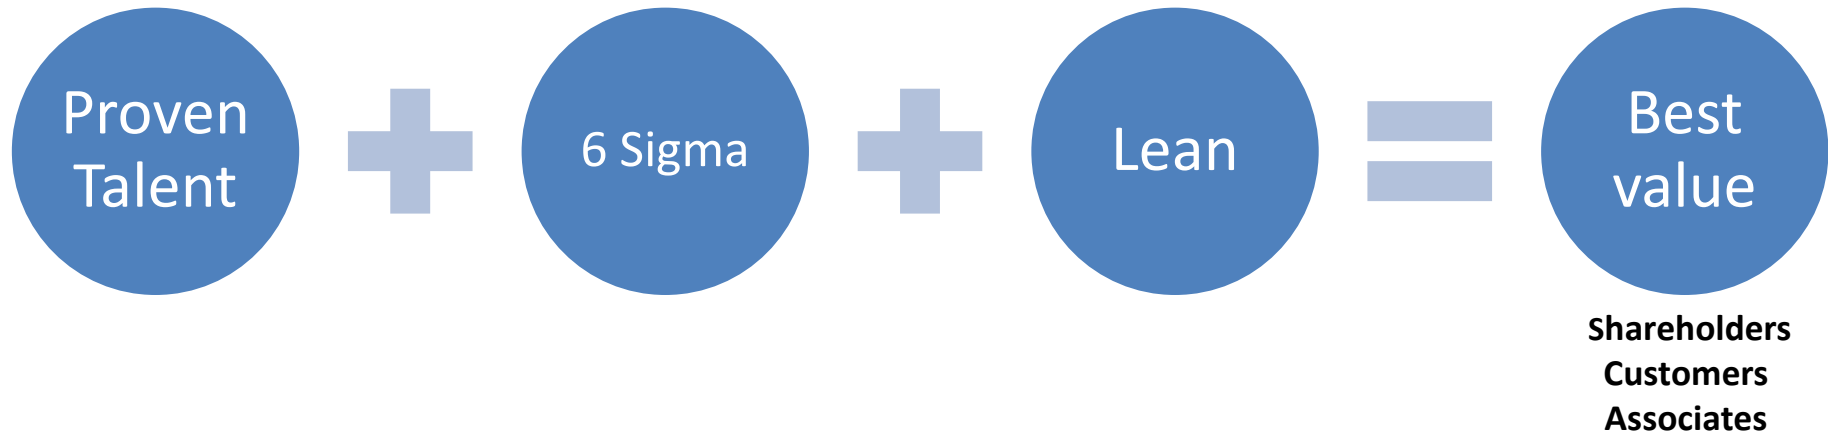 Proven
Talent
6 Sigma
Lean
Best
value
Shareholders
Customers
Associates